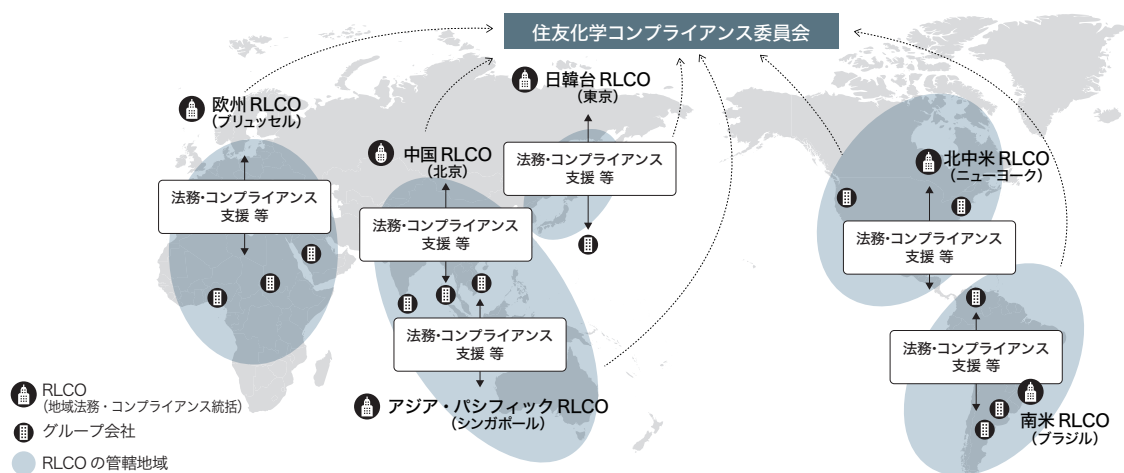 住友化学コンプライアンス委員会
欧州 RLCO
(ブリュッセル)
法務・コンプライアンス
支援 等
中国 RLCO
(北京)
法務・コンプライアンス
支援 等
日韓台 RLCO
(東京)
法務・コンプライアンス
支援 等
法務・コンプライアンス
支援 等
アジア・パシフィック RLCO
(シンガポール)
北中米 RLCO
(ニューヨーク)
法務・コンプライアンス
支援 等
法務・コンプライアンス
支援 等
南米 RLCO
(ブラジル)
RLCO
(地域法務・コンプライアンス統括)
グループ会社
RLCO の管轄地域